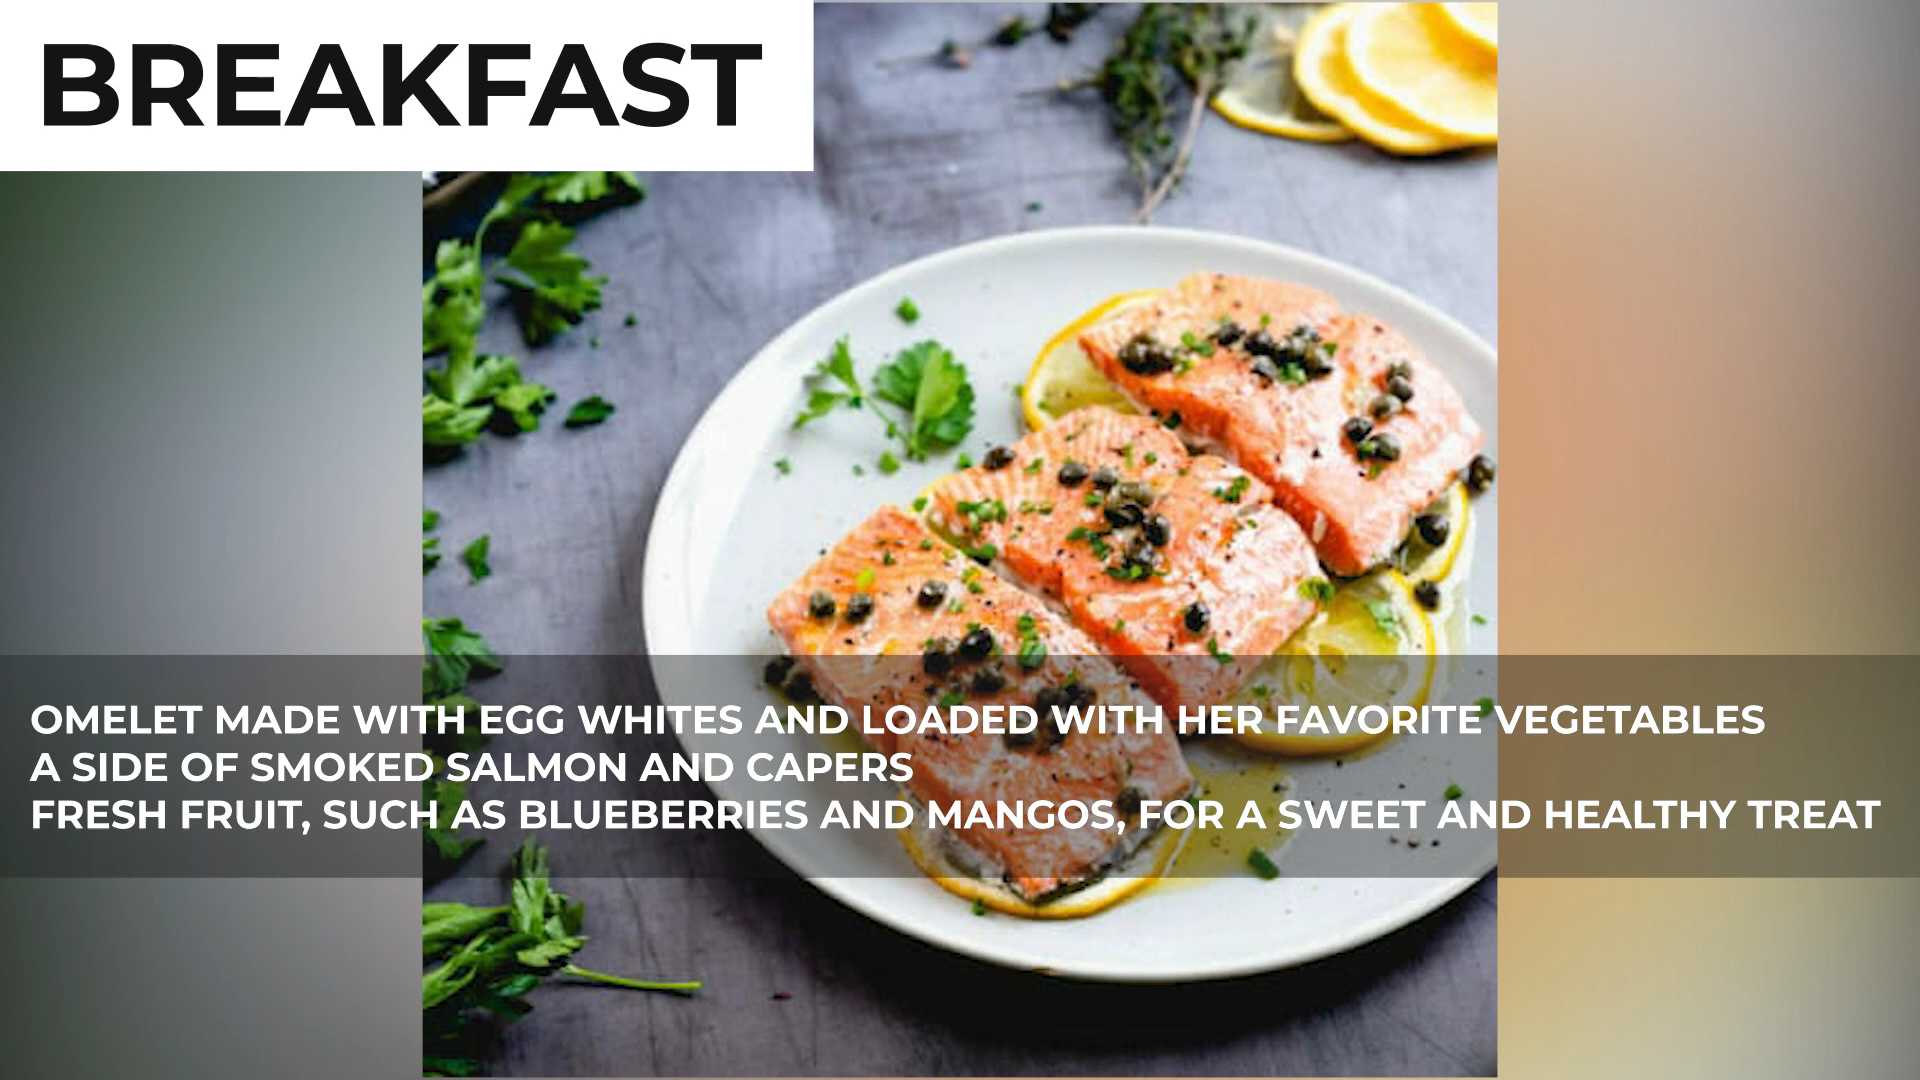 BREAKFAST
OMELET MADE WITH EGG WHITES AND LOADED WITH HER FAVORITE VEGETABLES
A SIDE OF SMOKED SALMON AND CAPERS
FRESH FRUIT, SUCH AS BLUEBERRIES AND MANGOS, FOR A SWEET AND HEALTHY TREAT